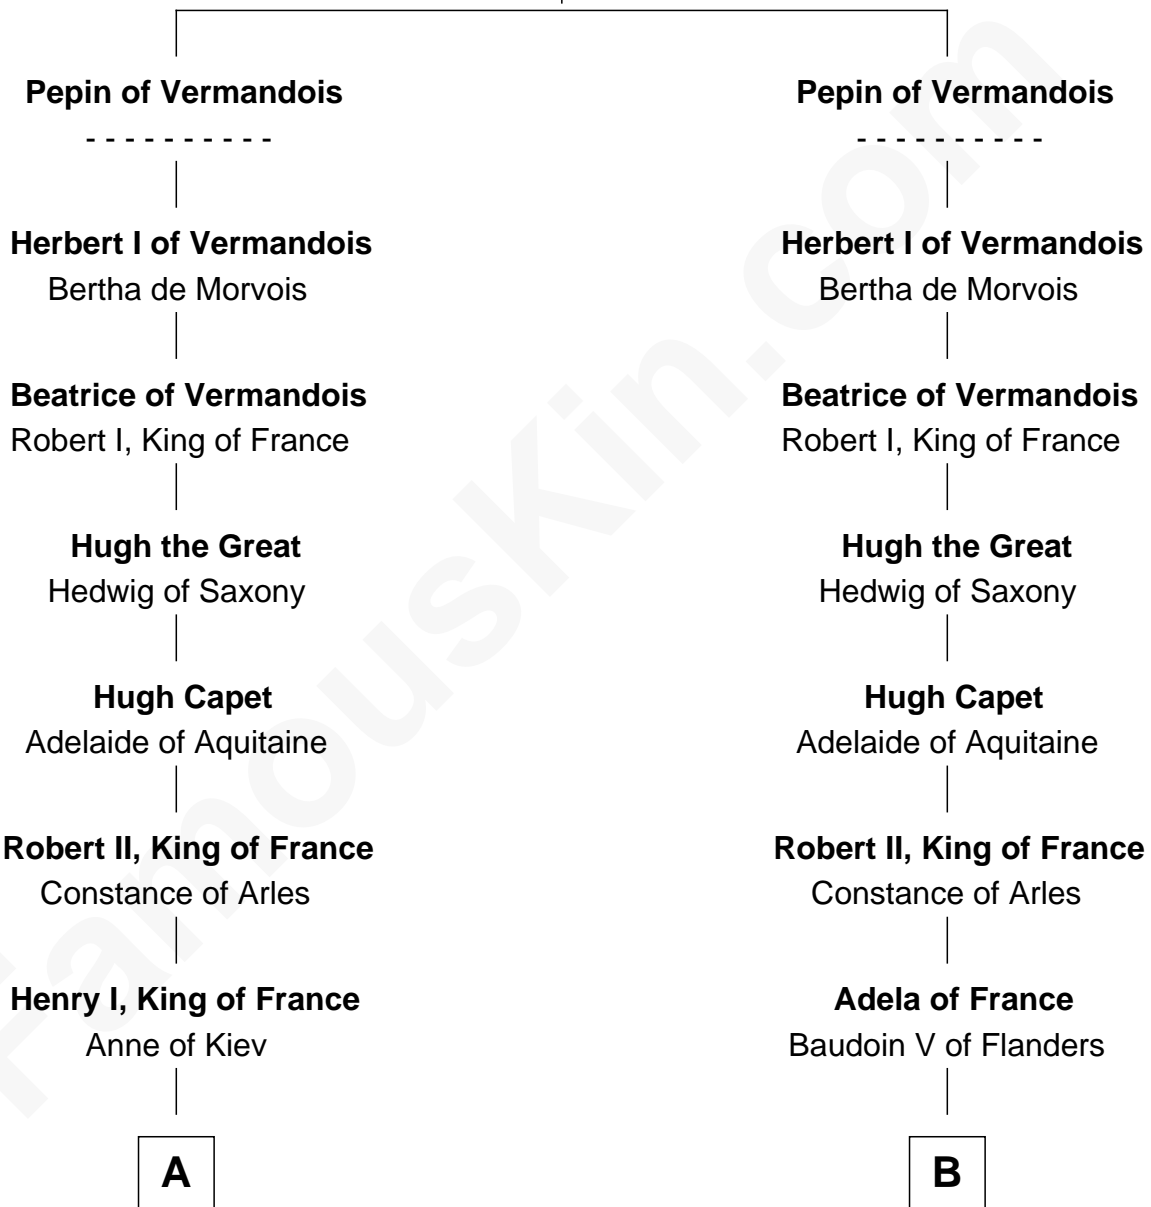 Pepin of Vermandois
- - - - - - - - - -
Herbert I of Vermandois
Bertha de Morvois
Beatrice of Vermandois
Robert I, King of France
Hugh the Great
Hedwig of Saxony
Hugh Capet
Adelaide of Aquitaine
Robert II, King of France
Constance of Arles
Henry I, King of France
Anne of Kiev
A
Pepin of Vermandois
- - - - - - - - - -
Herbert I of Vermandois
Bertha de Morvois
Beatrice of Vermandois
Robert I, King of France
Hugh the Great
Hedwig of Saxony
Hugh Capet
Adelaide of Aquitaine
Robert II, King of France
Constance of Arles
Adela of France
Baudoin V of Flanders
B
FamousKin.com